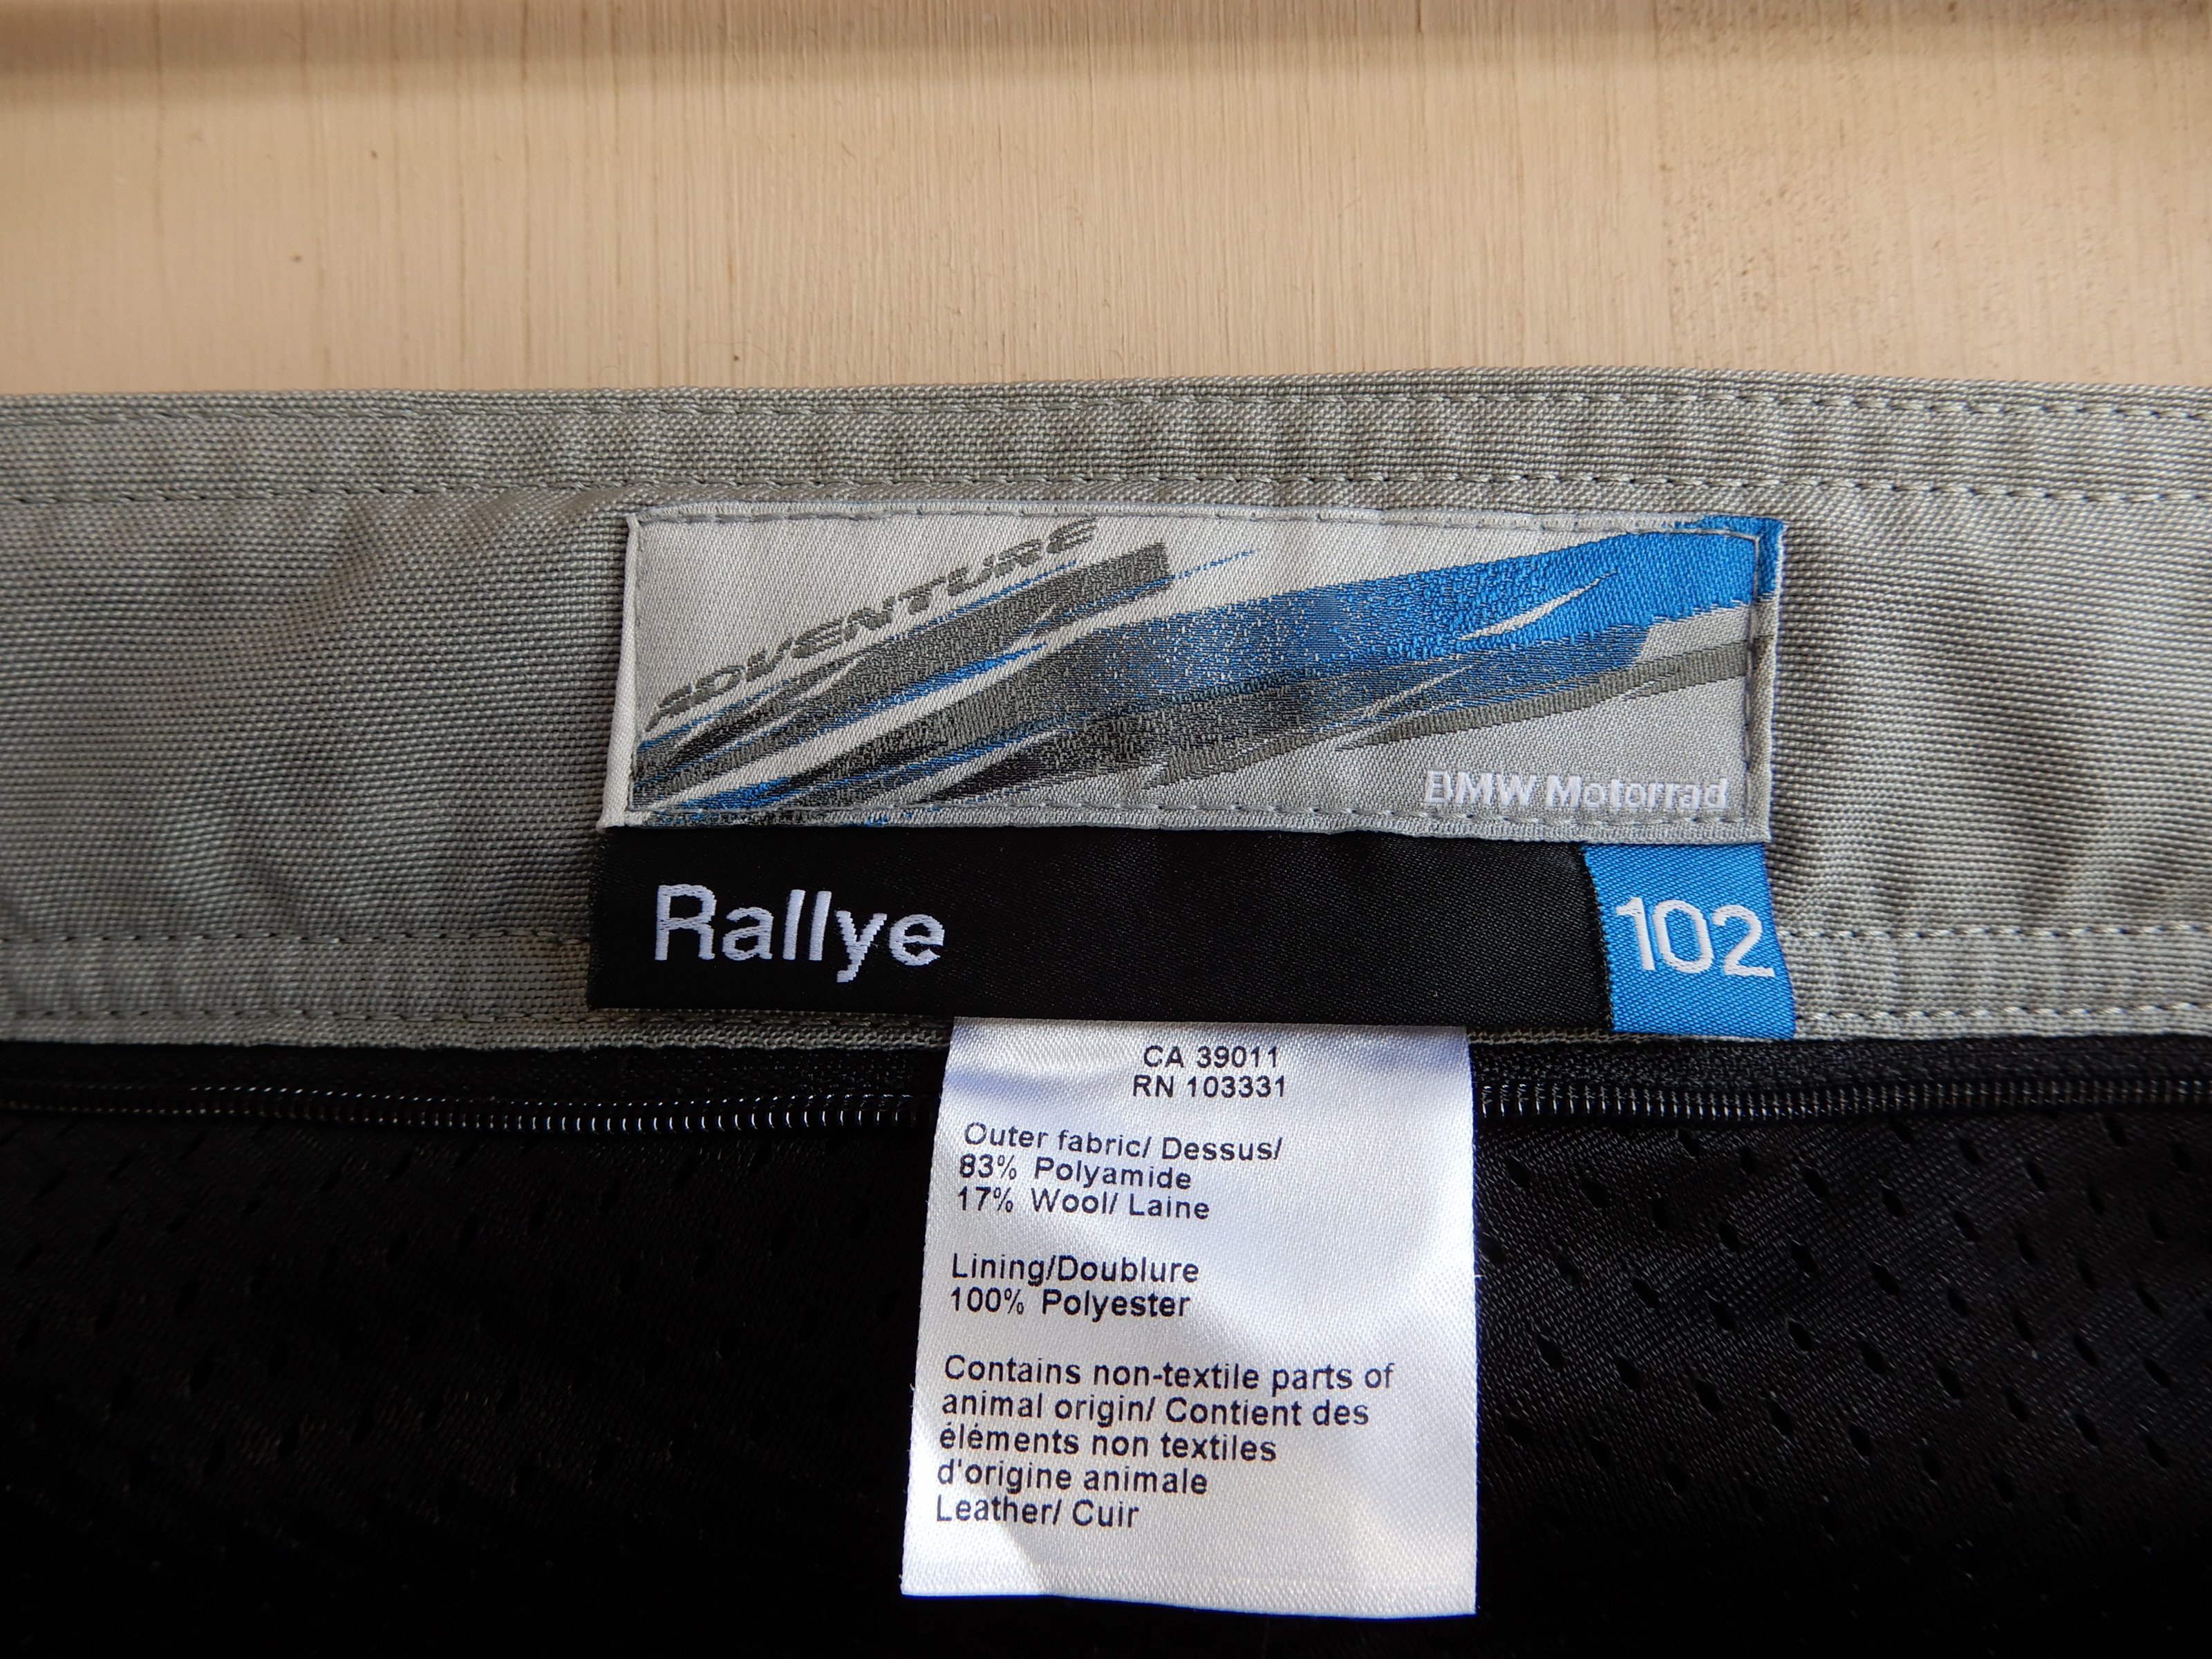 ADVENTURE
BMW Motorrad
Rallye 102
CA 39011
RN 103331
Outer fabric/ Dessus/
83% Polyamide
17% Wool/ Laine
Lining/Doublure
100% Polyester
Contains non-textile parts of
animal origin/ Contient des
éléments non textiles
d'origine animale
Leather/ Cuir